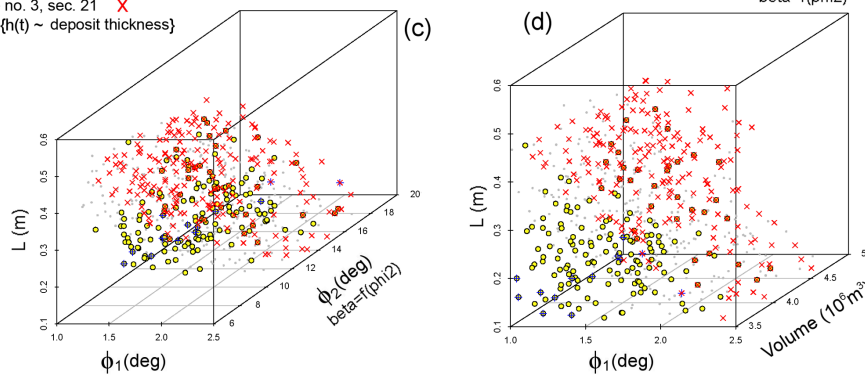 no. 3, sec. 21 X
{h(t) ~ deposit thickness}
(c)
L (m)
0.6
0.5
0.4
0.3
0.2
0.1
1.0 1.5 2.0 2.5
ϕ1(deg)
6
8
10
12
14
16
18
20
ϕ2(deg)
beta=f(phi2)
(d)
L (m)
0.6
0.5
0.4
0.3
0.2
0.1
1.0 1.5 2.0 2.5
ϕ1(deg)
3.5
4.0
4.5
Volume (10⁶m³